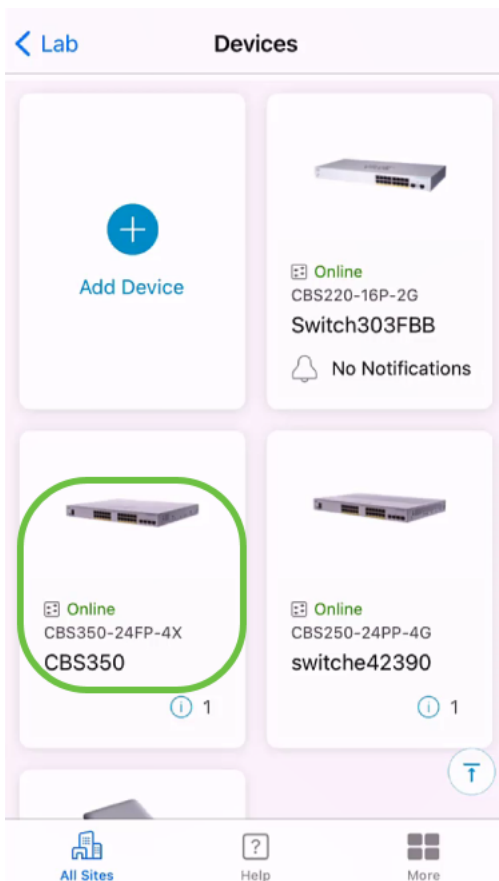 Lab
Devices
Add Device
Online
CBS220-16P-2G
Switch303FBB
No Notifications
Online
CBS350-24FP-4X
CBS350
1
Online
CBS250-24PP-4G
switche42390
1
All Sites
Help
More